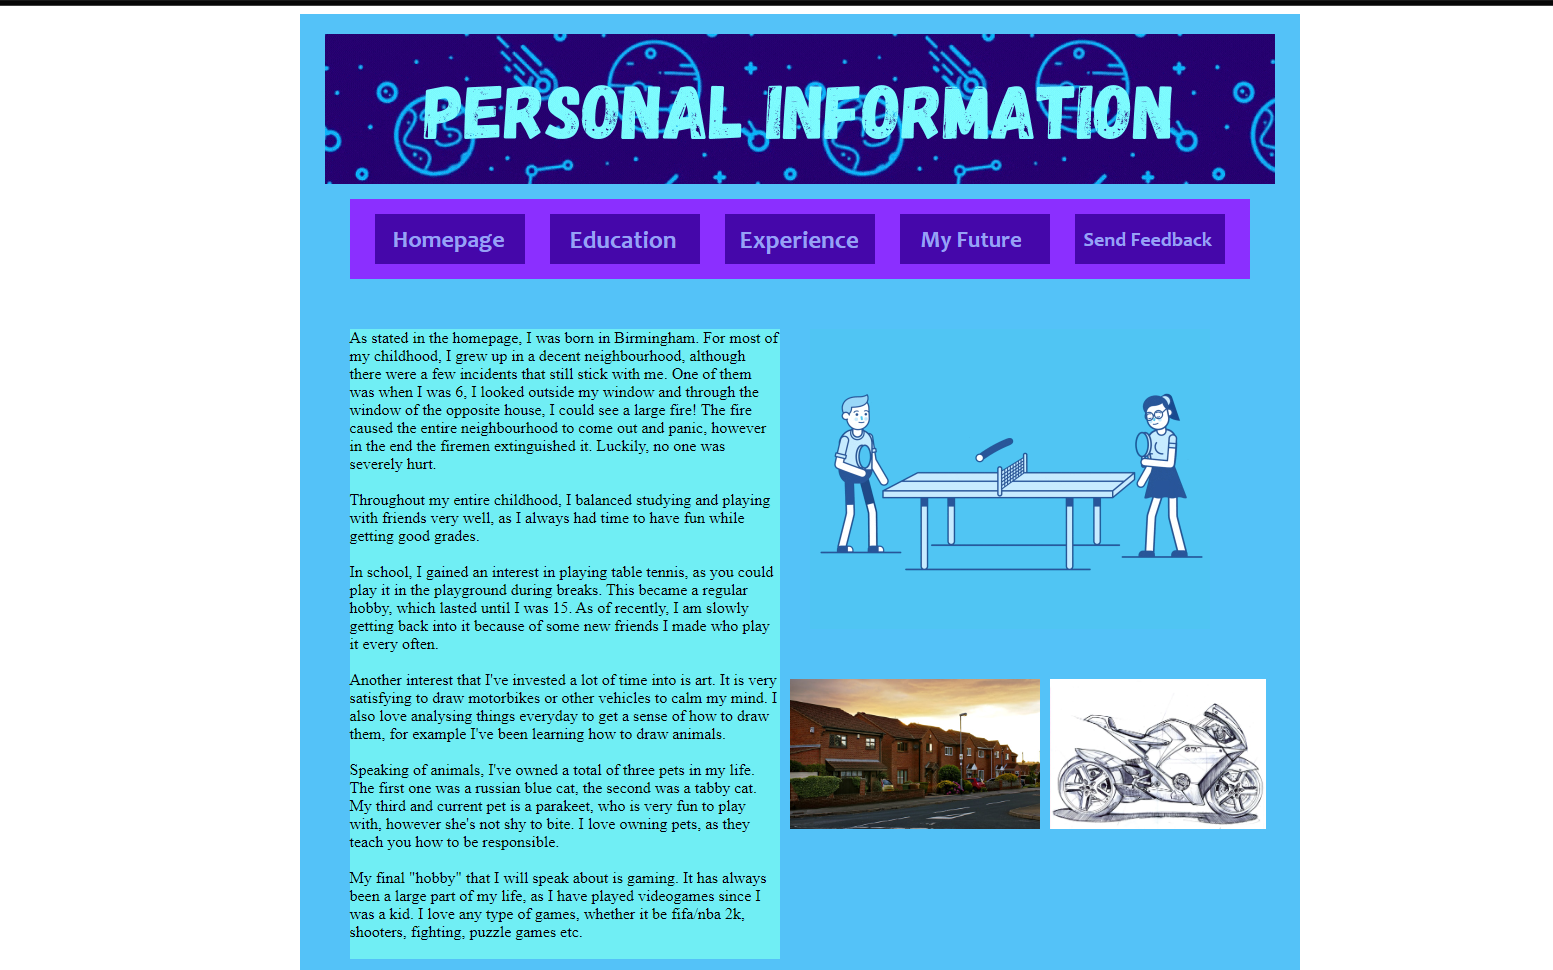 PERSONAL INFORMATION
Homepage
Education
Experience
My Future
Send Feedback
As stated in the homepage, I was born in Birmingham. For most of
my childhood, I grew up in a decent neighbourhood, although
there were a few incidents that still stick with me. One of them
was when I was 6, I looked outside my window and through the
window of the opposite house, I could see a large fire! The fire
caused the entire neighbourhood to come out and panic, however
in the end the firemen extinguished it. Luckily, no one was
severely hurt.
Throughout my entire childhood, I balanced studying and playing
with friends very well, as I always had time to have fun while
getting good grades.
In school, I gained an interest in playing table tennis, as you could
play it in the playground during breaks. This became a regular
hobby, which lasted until I was 15. As of recently, I am slowly
getting back into it because of some new friends I made who play
it every often.
Another interest that I've invested a lot of time into is art. It is very
satisfying to draw motorbikes or other vehicles to calm my mind. I
also love analysing things everyday to get a sense of how to draw
them, for example I've been learning how to draw animals.
Speaking of animals, I've owned a total of three pets in my life.
The first one was a russian blue cat, the second was a tabby cat.
My third and current pet is a parakeet, who is very fun to play
with, however she's not shy to bite. I love owning pets, as they
teach you how to be responsible.
My final "hobby" that I will speak about is gaming. It has always
been a large part of my life, as I have played videogames since I
was a kid. I love any type of games, whether it be fifa/nba 2k,
shooters, fighting, puzzle games etc.